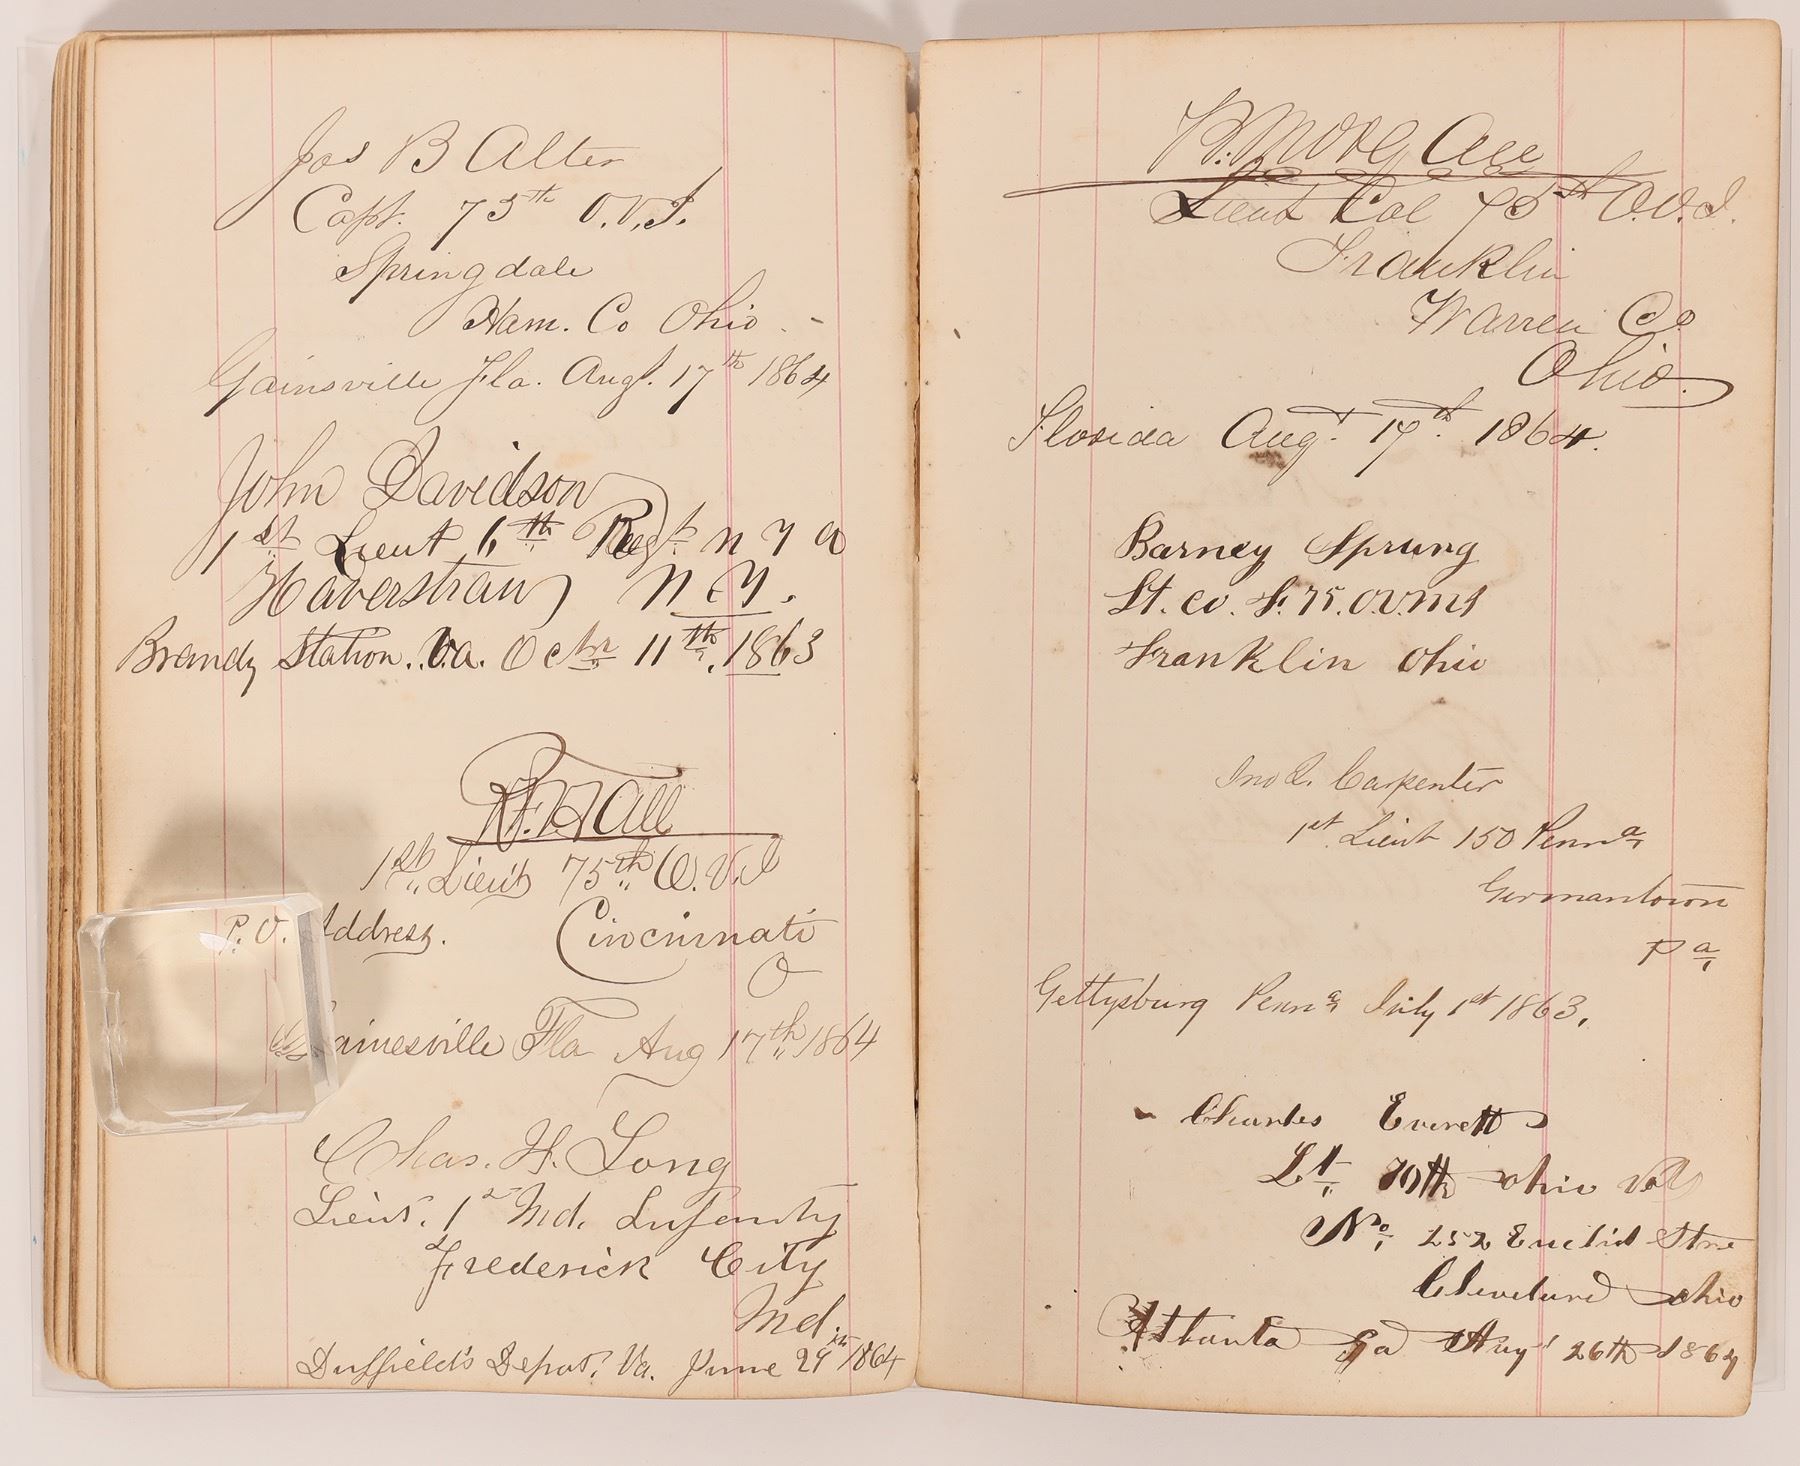 Jos B Alter
Capt. 75th O.V.I.
Springdale
Ham. Co Ohio -
Gainsville Fla. Augt. 17th 1864
John Davidson
1st Lieut 6th Regt N Y A
Haverstraw N.Y.
Brandy Station. Va. Octbr 11th, 1863
Hall
1st Lieut 75th O.V.I
P.O. Address. Cincinnati
O
Gainesville Fla Aug 17th 1864
Chas. H. Long
Lieut. 1st Md. Infantry
Frederick City
Md.
Duffield's Depot. Va. June 29th 1864
B. Morgan
Lieut Col 75th O.V.I.
Franklin
Warren Co
Ohio.
Florida Augt 17th 1864.
Barney Sprung
Lt. Co. 75. O.V.M.I
Franklin Ohio
Jno Q. Carpenter
1st Lieut 150 Penna
Germantown
Pa
Gettysburg Penna July 1st 1863.
Charles Everett
Lt. 70th Ohio Vol
No. 252 Euclid Stre
Cleveland Ohio
Atlanta Ga Aug 26th 1864